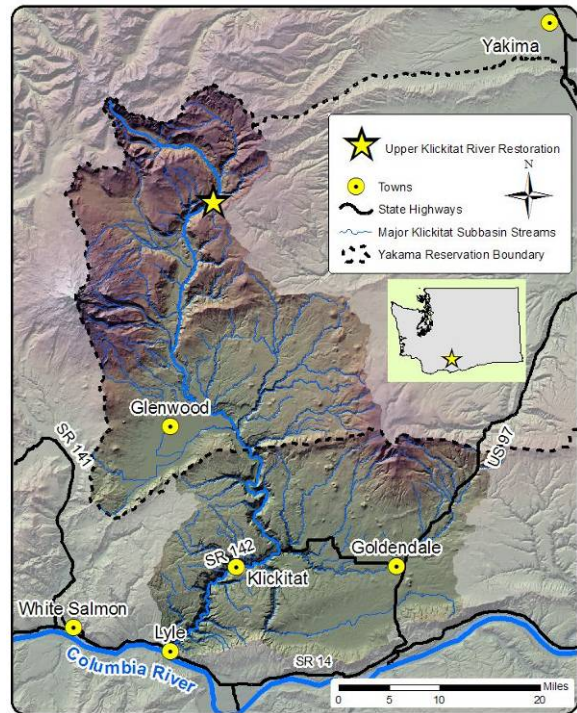 Yakima
Upper Klickitat River Restoration
N
Towns
State Highways
Major Klickitat Subbasin Streams
Yakama Reservation Boundary
Glenwood
SR 141
US 97
SR 142
Klickitat
Goldendale
White Salmon
Lyle
Columbia River
SR 14
Miles
0 5 10 20